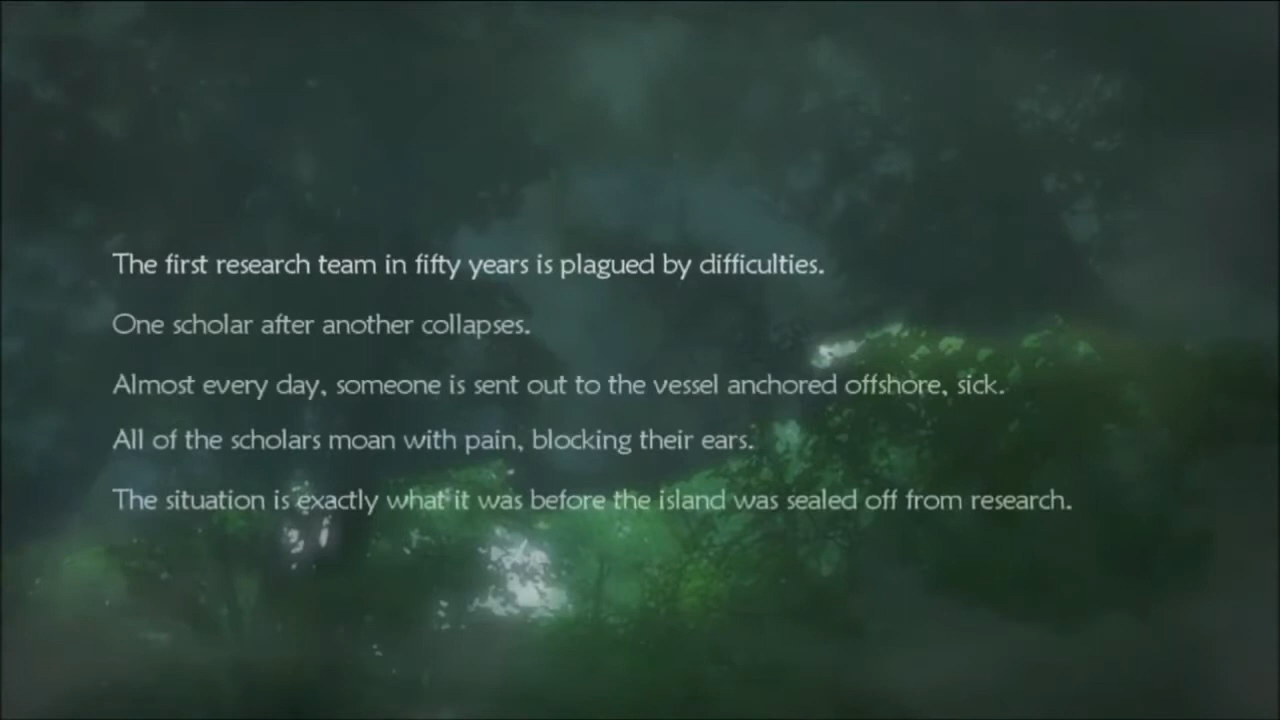 The first research team in fifty years is plagued by difficulties.
One scholar after another collapses.
Almost every day, someone is sent out to the vessel anchored offshore, sick.
All of the scholars moan with pain, blocking their ears.
The situation is exactly what it was before the island was sealed off from research.